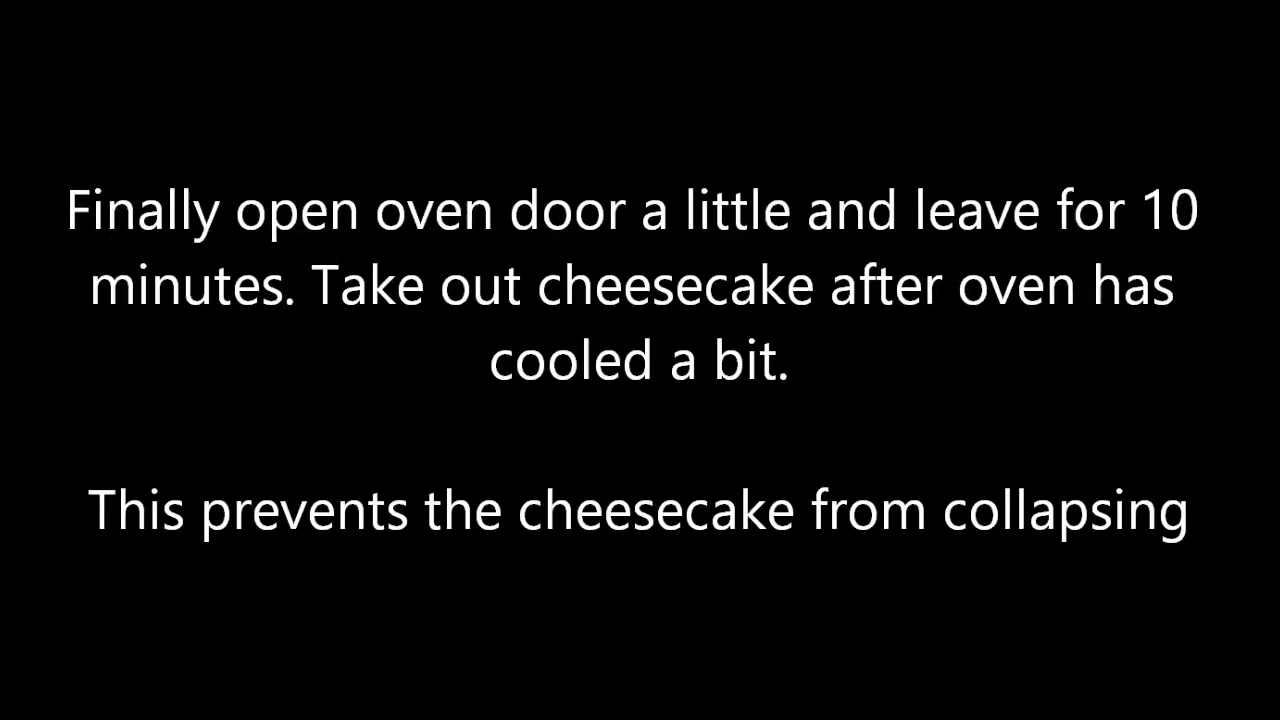 Finally open oven door a little and leave for 10
minutes. Take out cheesecake after oven has
cooled a bit.
This prevents the cheesecake from collapsing